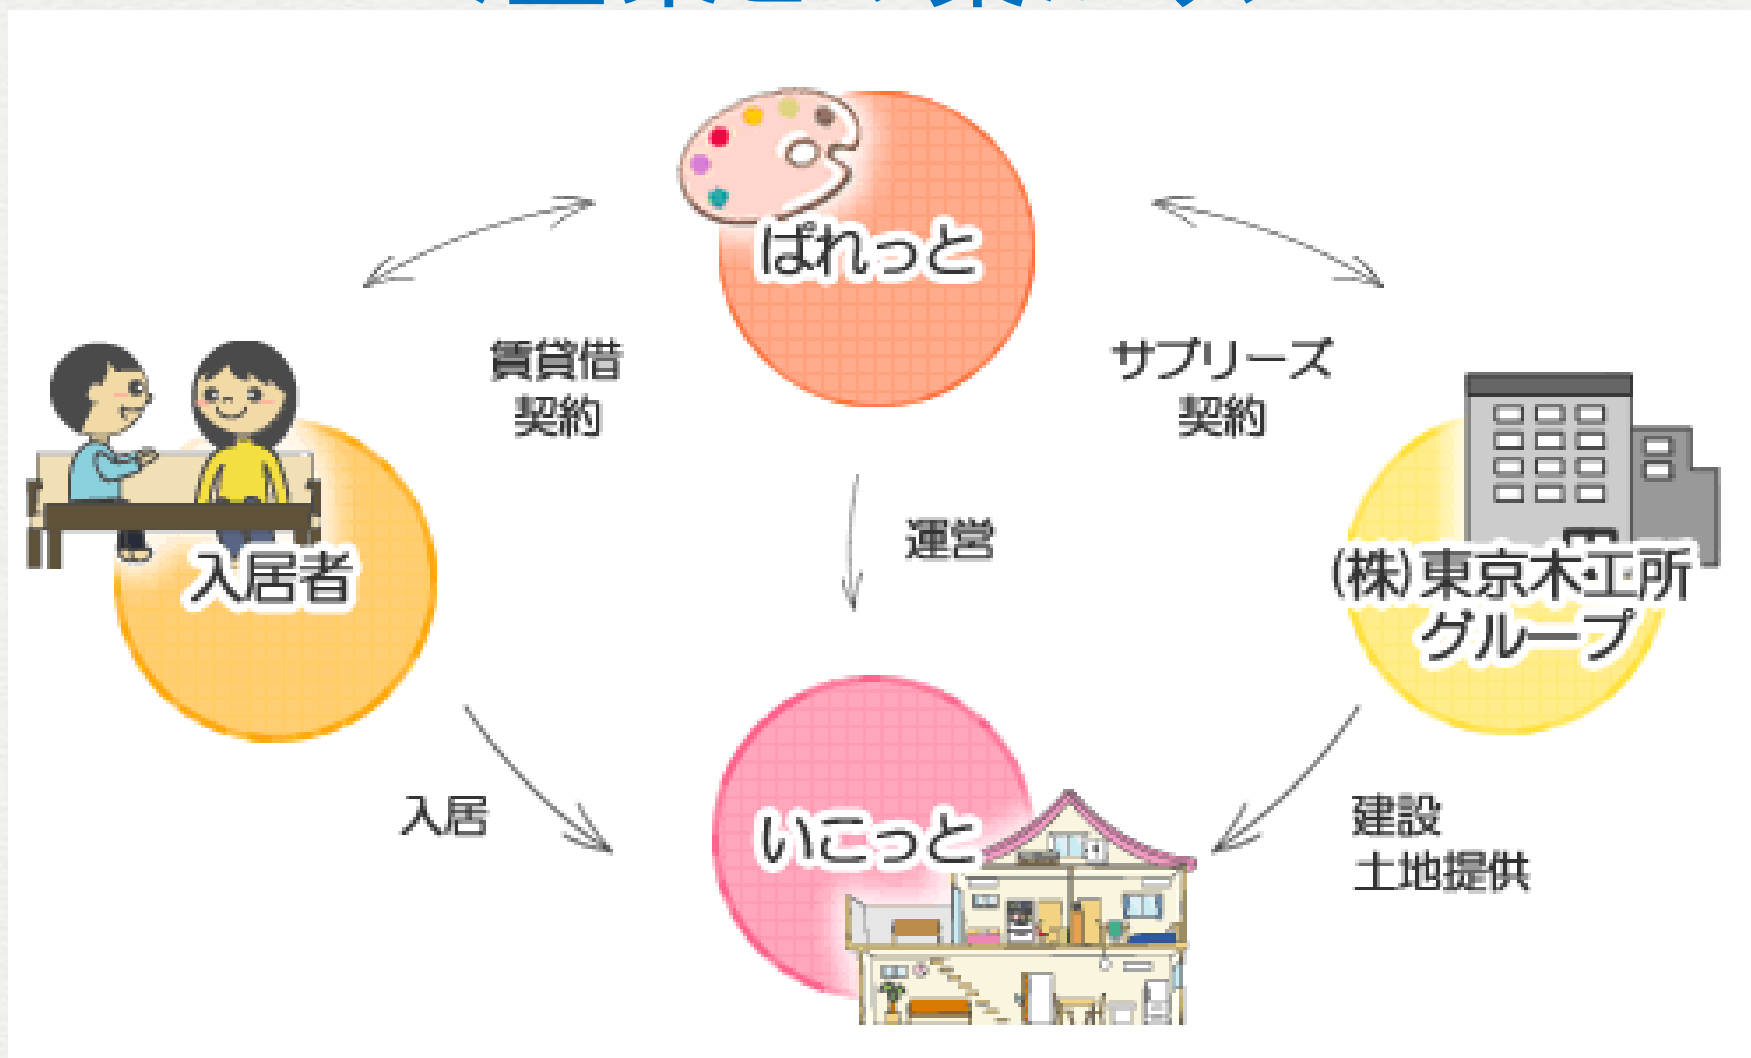 ぱれっと
賃貸借
契約
サブリーズ
契約
運営
入居者
(株)東京木工所
グループ
入居
いこっと
建設
土地提供